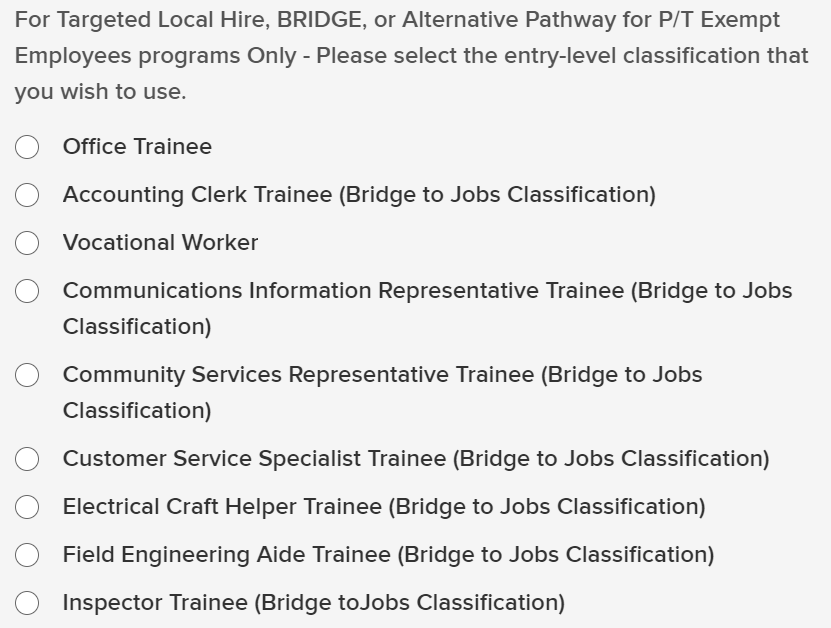 For Targeted Local Hire, BRIDGE, or Alternative Pathway for P/T Exempt
Employees programs Only - Please select the entry-level classification that
you wish to use.
Office Trainee
Accounting Clerk Trainee (Bridge to Jobs Classification)
Vocational Worker
Communications Information Representative Trainee (Bridge to Jobs
Classification)
Community Services Representative Trainee (Bridge to Jobs
Classification)
Customer Service Specialist Trainee (Bridge to Jobs Classification)
Electrical Craft Helper Trainee (Bridge to Jobs Classification)
Field Engineering Aide Trainee (Bridge to Jobs Classification)
Inspector Trainee (Bridge toJobs Classification)